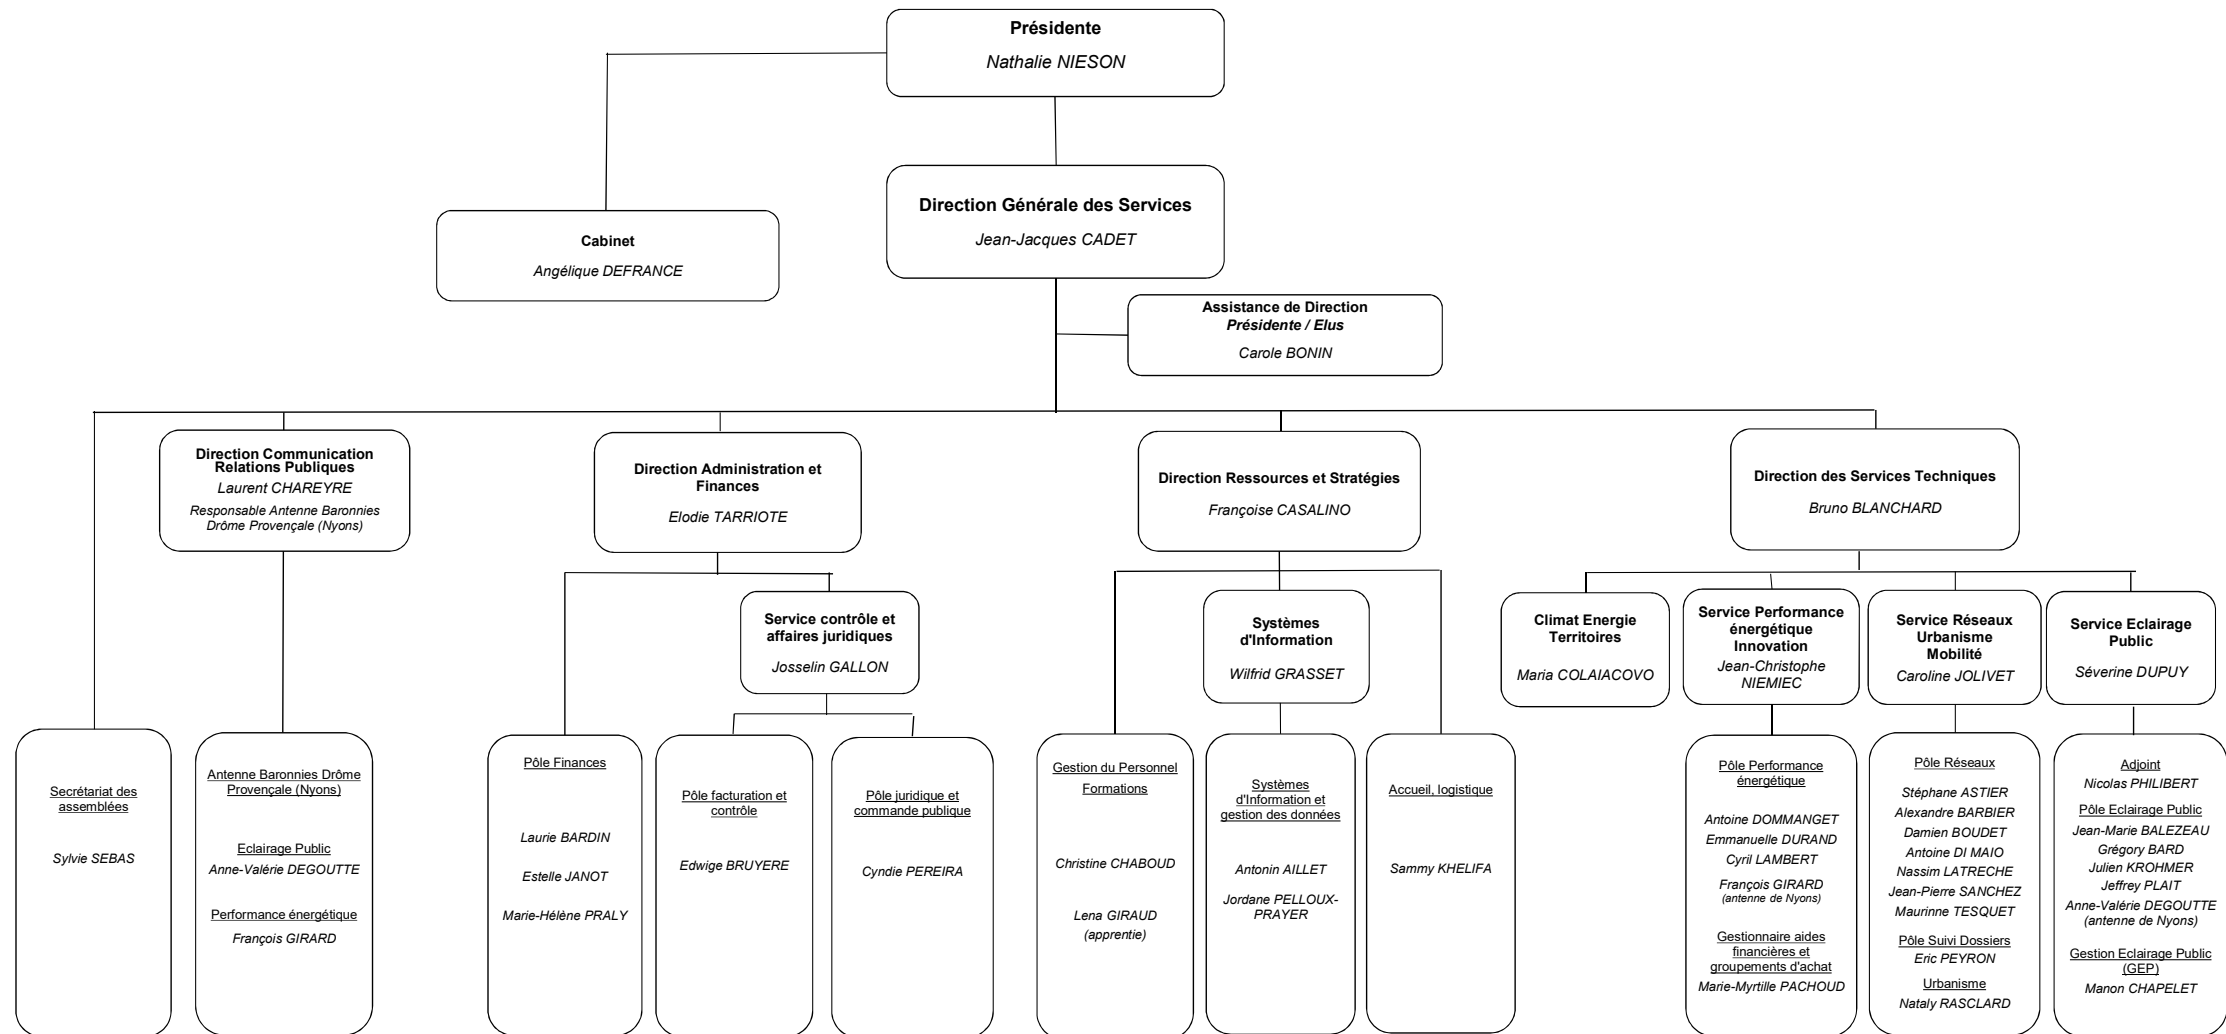 Présidente
Nathalie NIESON
Direction Générale des Services
Jean-Jacques CADET
Cabinet
Angélique DEFRANCE
Assistance de Direction
Présidente / Elus
Carole BONIN
Direction Communication
Relations Publiques
Laurent CHAREYRE
Responsable Antenne Baronnies
Drôme Provençale (Nyons)
Direction Administration et
Finances
Elodie TARRIOTE
Direction Ressources et Stratégies
Françoise CASALINO
Direction des Services Techniques
Bruno BLANCHARD
Service contrôle et
affaires juridiques
Josselin GALLON
Systèmes
d'Information
Wilfrid GRASSET
Climat Energie
Territoires
Maria COLAIACOVO
Service Performance
énergétique
Innovation
Jean-Christophe
NIEMIEC
Service Réseaux
Urbanisme
Mobilité
Caroline JOLIVET
Service Eclairage
Public
Séverine DUPUY
Secrétariat des
assemblées
Sylvie SEBAS
Antenne Baronnies Drôme
Provençale (Nyons)
Eclairage Public
Anne-Valérie DEGOUTTE
Performance énergétique
François GIRARD
Pôle Finances
Laurie BARDIN
Estelle JANOT
Marie-Hélène PRALY
Pôle facturation et
contrôle
Edwige BRUYERE
Pôle juridique et
commande publique
Cyndie PEREIRA
Gestion du Personnel
Formations
Christine CHABOUD
Lena GIRAUD
(apprentie)
Systèmes
d'Information et
gestion des données
Antonin AILLET
Jordane PELLOUX-
PRAYER
Accueil, logistique
Sammy KHELIFA
Pôle Performance
énergétique
Antoine DOMMANGET
Emmanuelle DURAND
Cyril LAMBERT
François GIRARD
(antenne de Nyons)
Gestionnaire aides
financières et
groupements d'achat
Marie-Myrtille PACHOUD
Pôle Réseaux
Stéphane ASTIER
Alexandre BARBIER
Damien BOUDET
Antoine DI MAIO
Nassim LATRECHE
Jean-Pierre SANCHEZ
Maurinne TESQUET
Pôle Suivi Dossiers
Eric PEYRON
Urbanisme
Nataly RASCLARD
Adjoint
Nicolas PHILIBERT
Pôle Eclairage Public
Jean-Marie BALEZEAU
Grégory BARD
Julien KROHMER
Jeffrey PLAIT
Anne-Valérie DEGOUTTE
(antenne de Nyons)
Gestion Eclairage Public
(GEP)
Manon CHAPELET